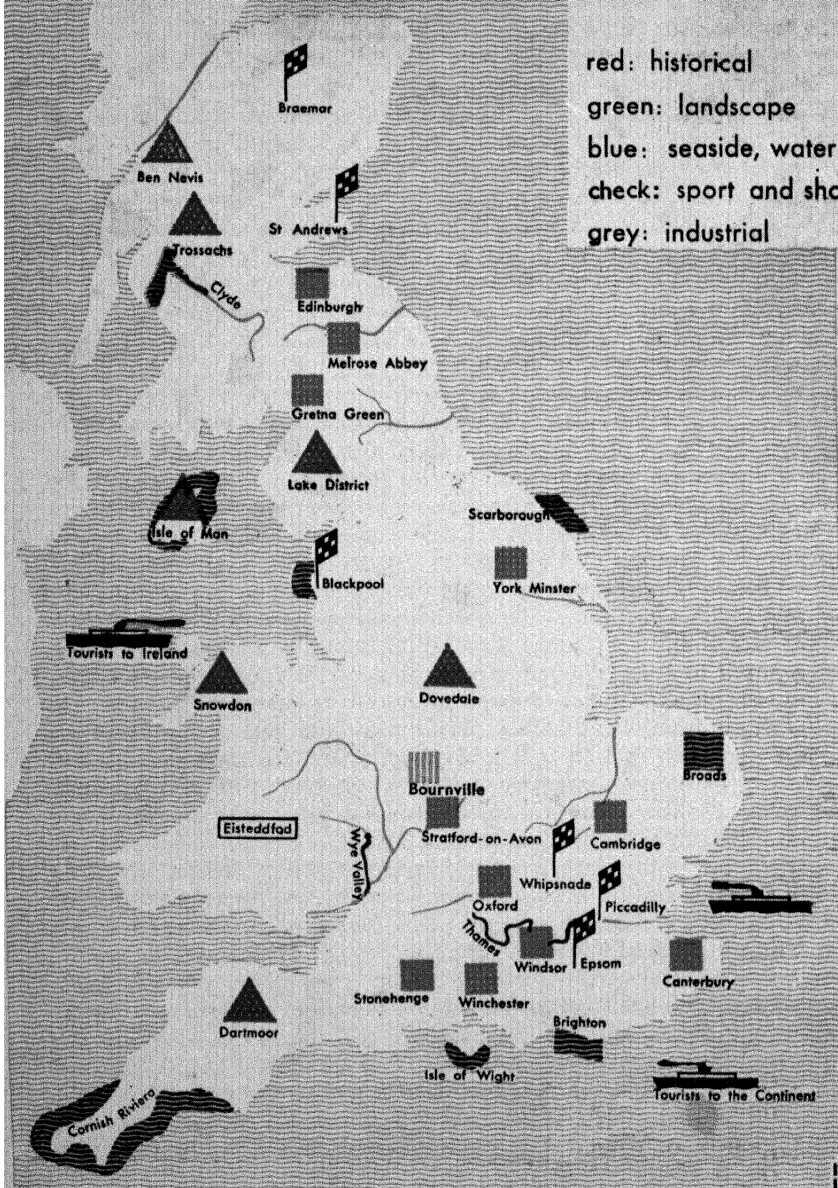 red: historical
green: landscape
blue: seaside, water
check: sport and sho
grey: industrial
Braemar
Ben Nevis
St Andrews
Trossachs
Clyde
Edinburgh
Melrose Abbey
Gretna Green
Lake District
Scarborough
Isle of Man
Blackpool
York Minster
Tourists to Ireland
Snowdon
Dovedale
Broads
Bournville
Eisteddfod
Wye Valley
Stratford-on-Avon
Cambridge
Whipsnade
Oxford
Piccadilly
Thames
Windsor
Epsom
Canterbury
Stonehenge
Winchester
Dartmoor
Brighton
Isle of Wight
Tourists to the Continent
Cornish Riviera